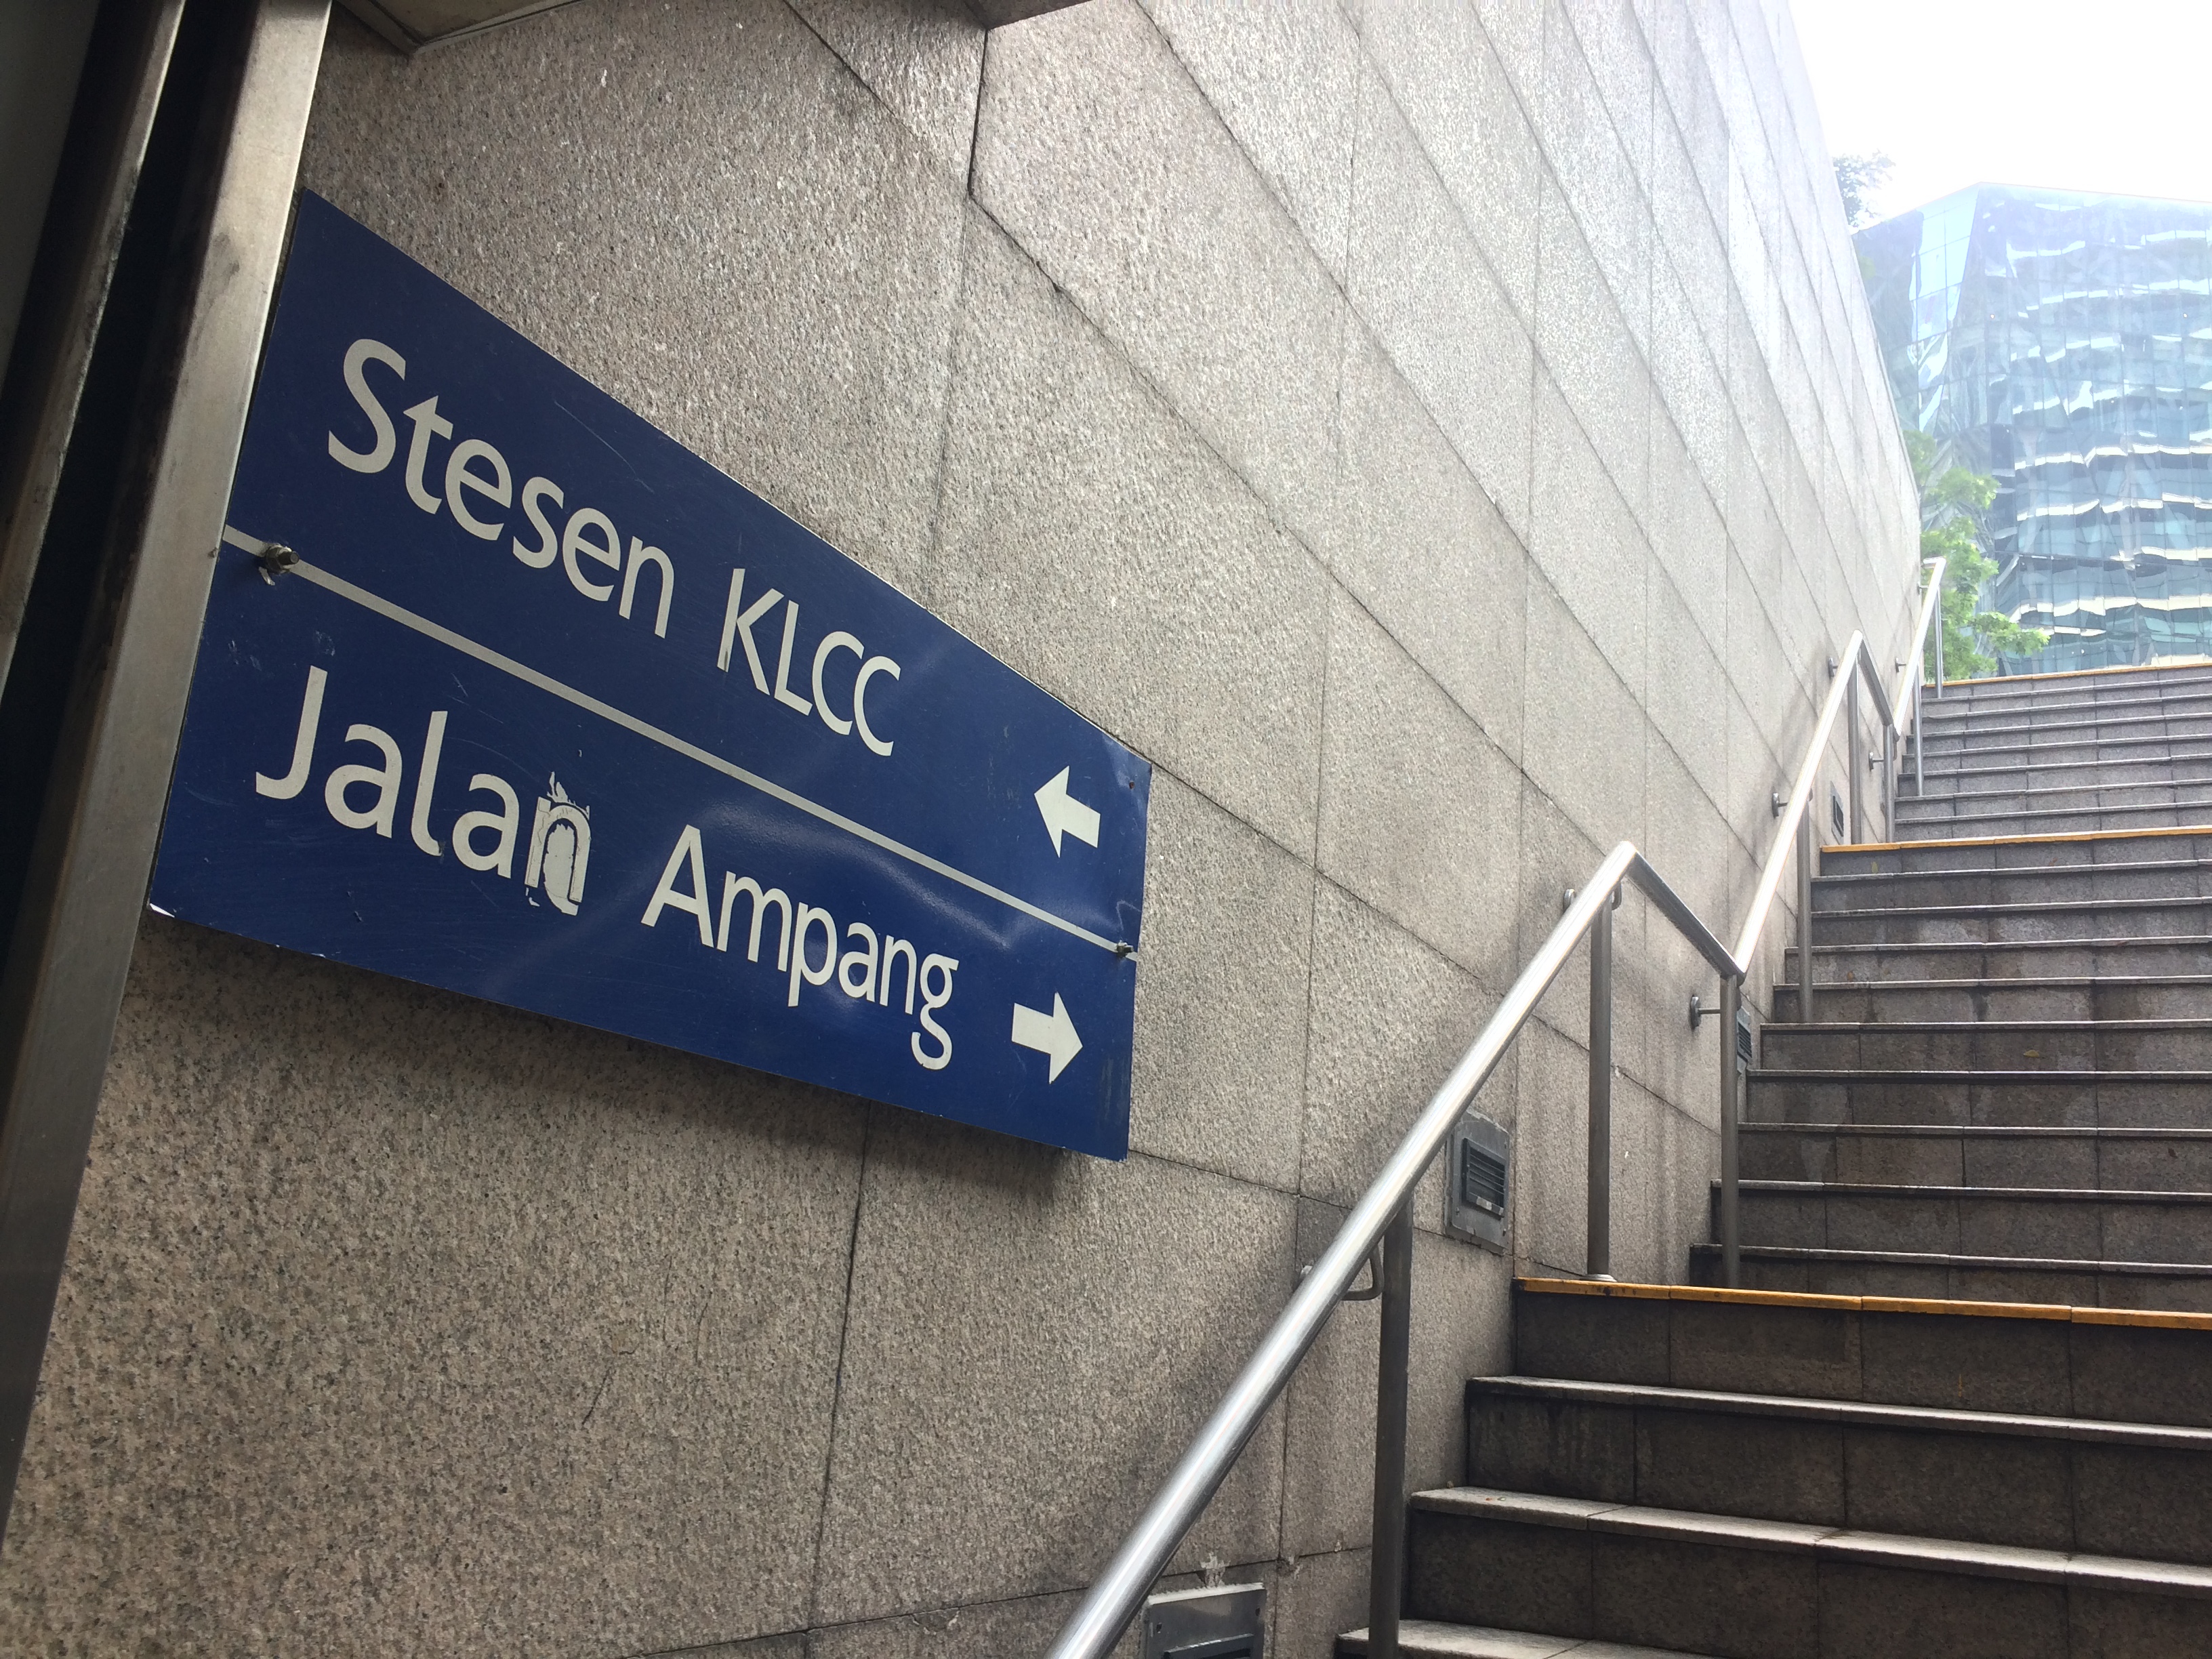 Stesen KLCC ←
Jalan Ampang →